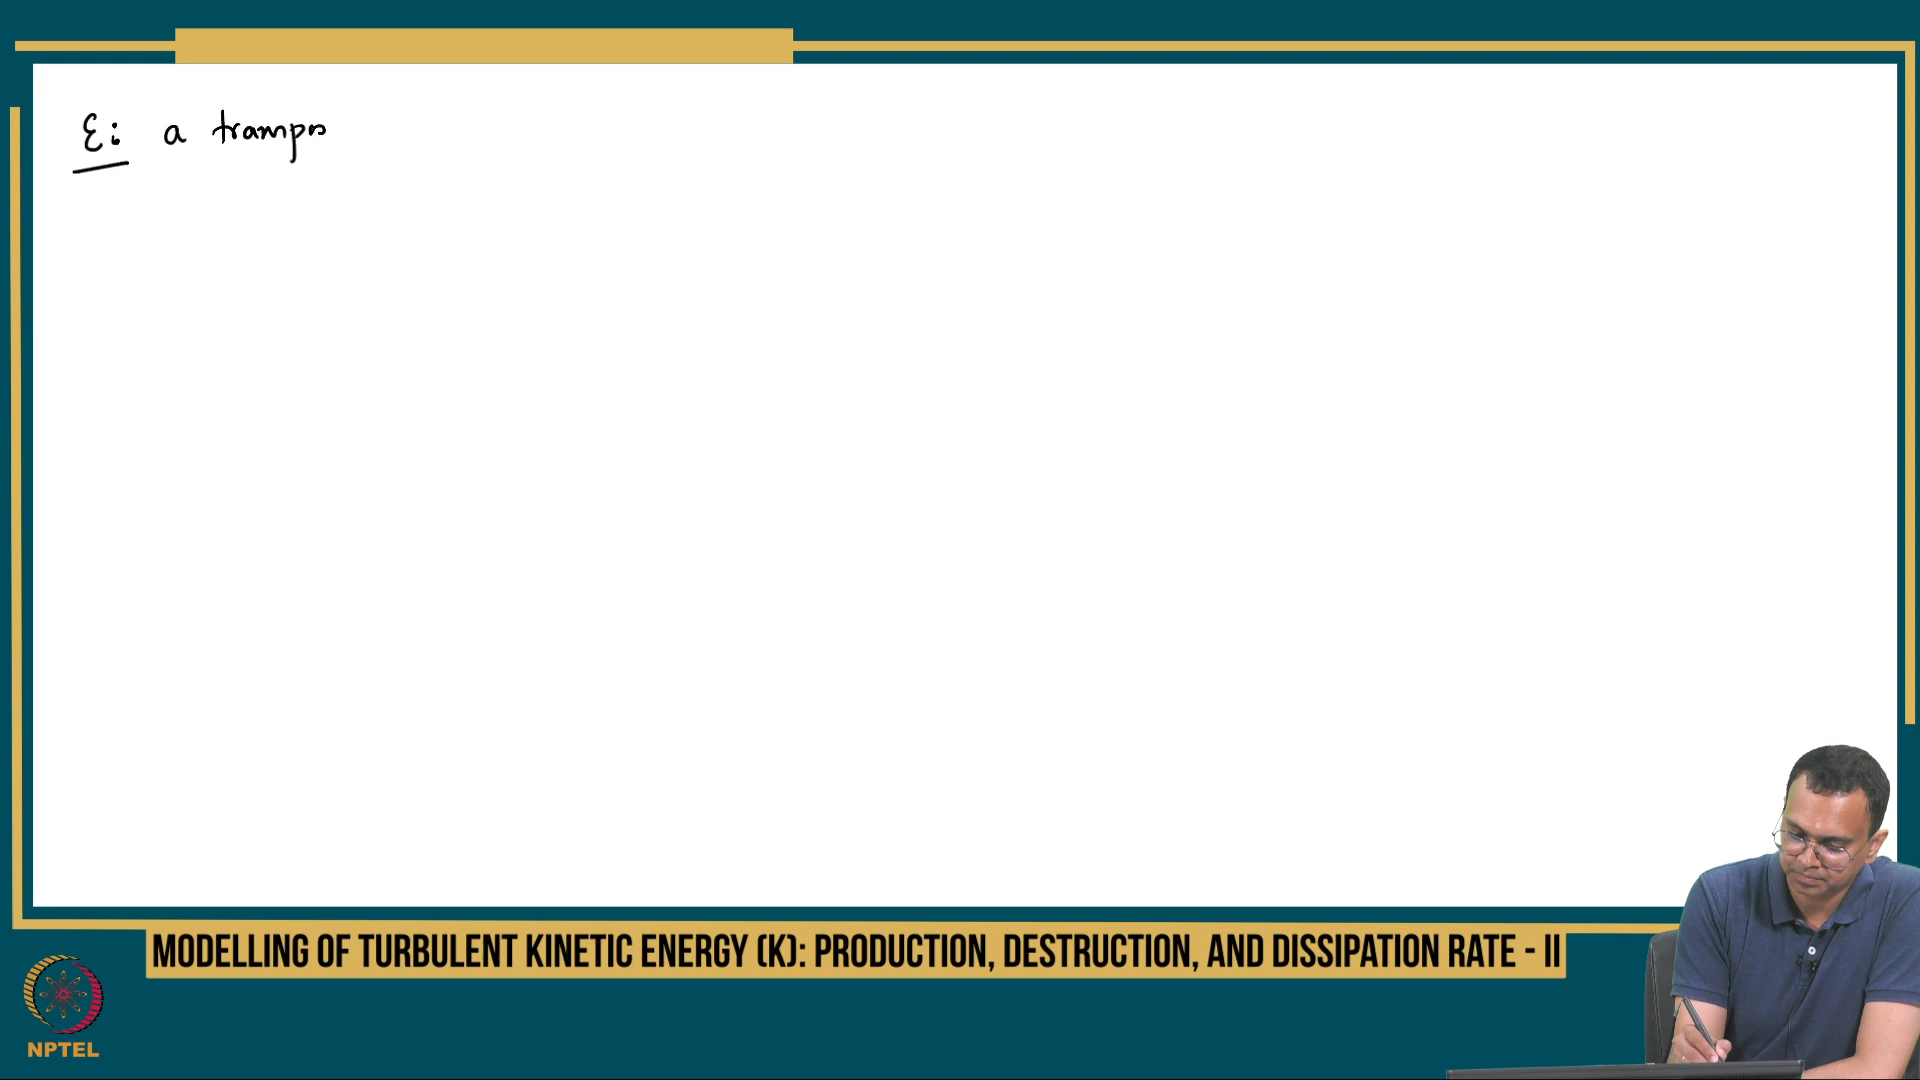 ε: a transpo
MODELLING OF TURBULENT KINETIC ENERGY (K): PRODUCTION, DESTRUCTION, AND DISSIPATION RATE - II
NPTEL